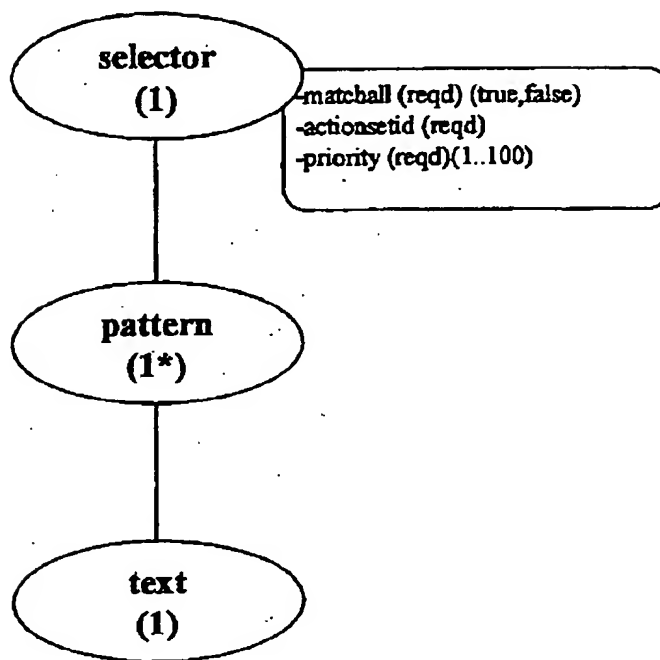 selector
(1)
-matchall (reqd) (true,false)
-actionsetid (reqd)
-priority (reqd)(1..100)
pattern
(1*)
text
(1)